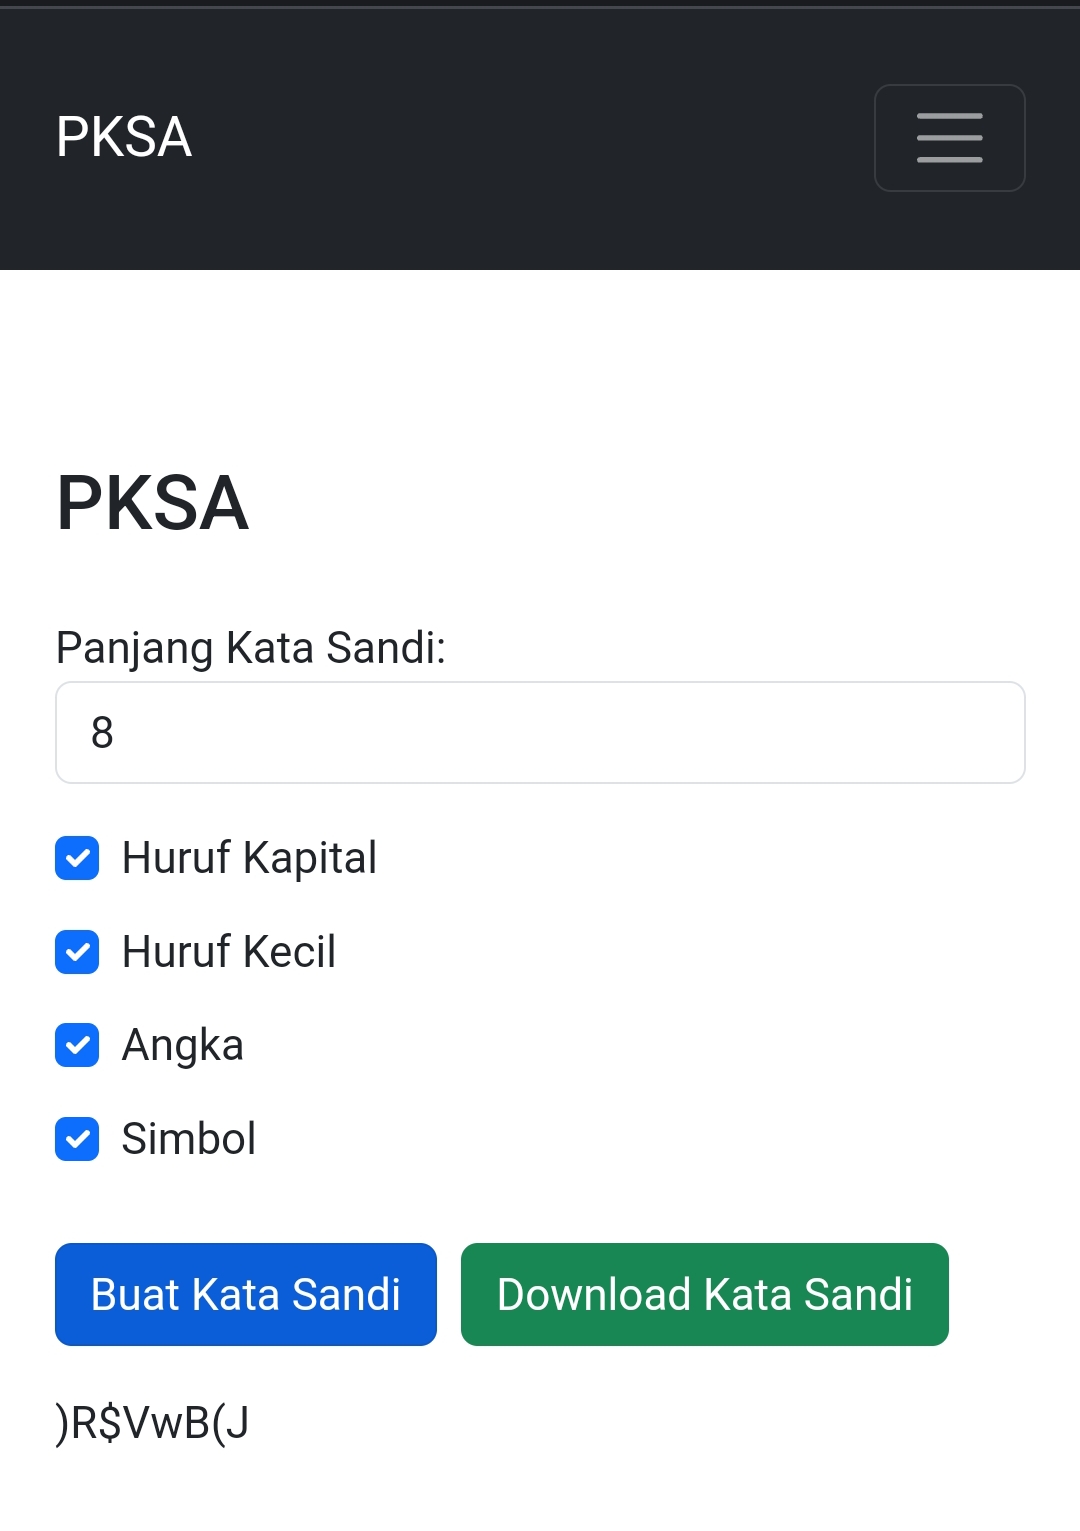 PKSA
PKSA
Panjang Kata Sandi:
8
Huruf Kapital
Huruf Kecil
Angka
Simbol
Buat Kata Sandi
Download Kata Sandi
)R$VwB(J